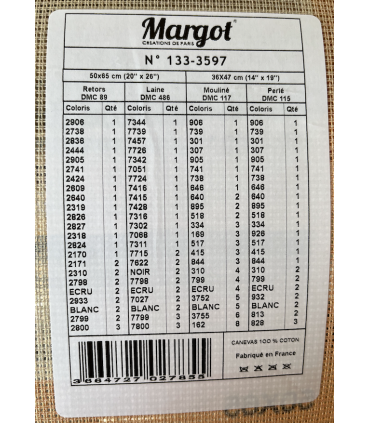 Margot
CREATIONS DE PARIS
N° 133-3597
50x65 cm (20" x 26") 36X47 cm (14" x 19")
Retors Laine Mouliné Perlé
DMC 89 DMC 486 DMC 117 DMC 115
Coloris Qté Coloris Qté Coloris Qté Coloris Qté
2906 1 7344 1 906 1 906 1
2738 1 7739 1 739 1 739 1
2836 1 7457 1 301 1 301 1
2444 1 7726 1 307 1 307 1
2905 1 7342 1 905 1 905 1
2741 1 7051 1 741 1 741 1
2424 1 7724 1 738 1 738 1
2609 1 7416 1 646 1 646 1
2640 1 7415 1 640 2 640 1
2319 1 7428 1 895 2 895 1
2826 1 7316 1 518 2 518 1
2827 1 7302 1 334 3 334 1
2318 1 7068 1 169 3 926 1
2824 1 7311 1 517 3 517 1
2170 1 7715 2 415 3 415 1
2171 2 7622 2 844 3 844 1
2310 2 NOIR 2 310 4 310 2
2798 2 7798 2 799 4 799 2
ECRU 2 ECRU 2 ECRU 4 ECRU 2
2933 2 7027 2 3752 5 932 2
BLANC 2 BLANC 2 BLANC 5 BLANC 2
2799 2 7799 3 3755 6 813 2
2800 3 7800 3 162 8 828 3
CANEVAS 100 % COTON
Fabriqué en France
3 664727 027655